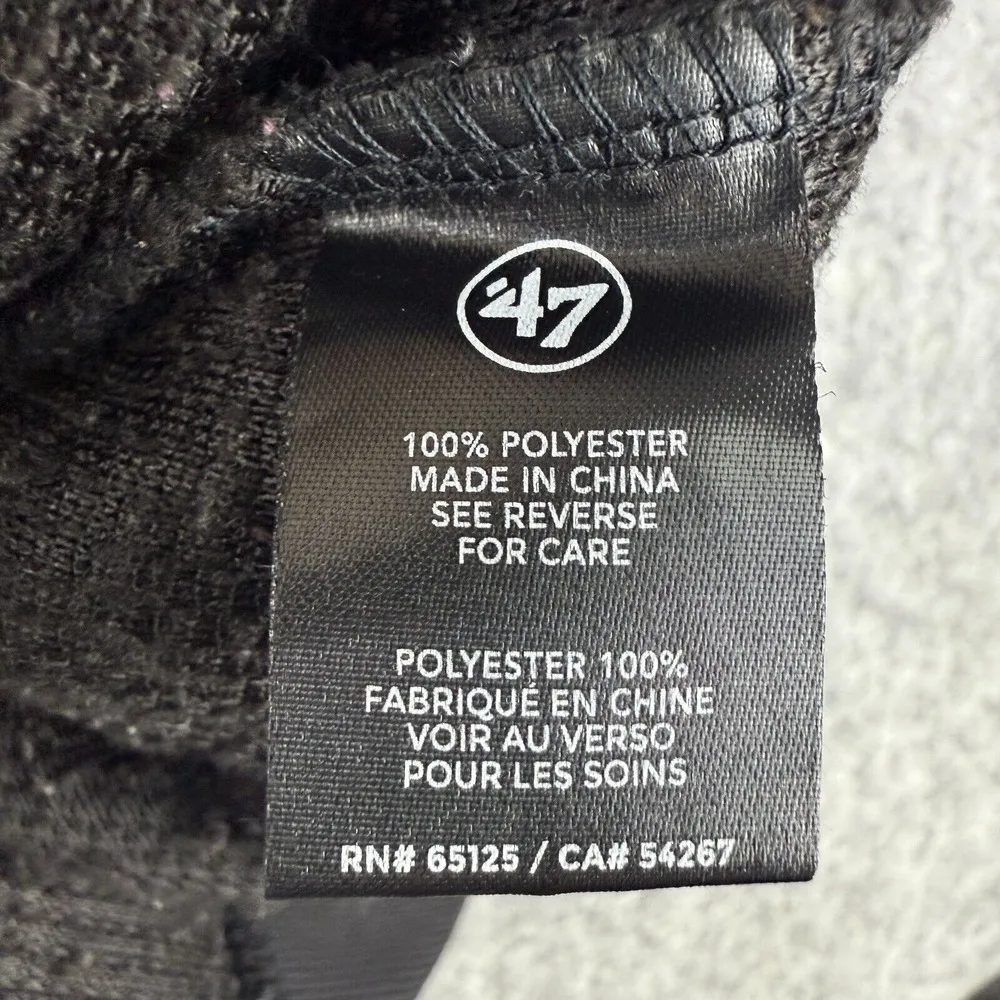 '47
100% POLYESTER
MADE IN CHINA
SEE REVERSE
FOR CARE
POLYESTER 100%
FABRIQUÉ EN CHINE
VOIR AU VERSO
POUR LES SOINS
RN# 65125 / CA# 54267